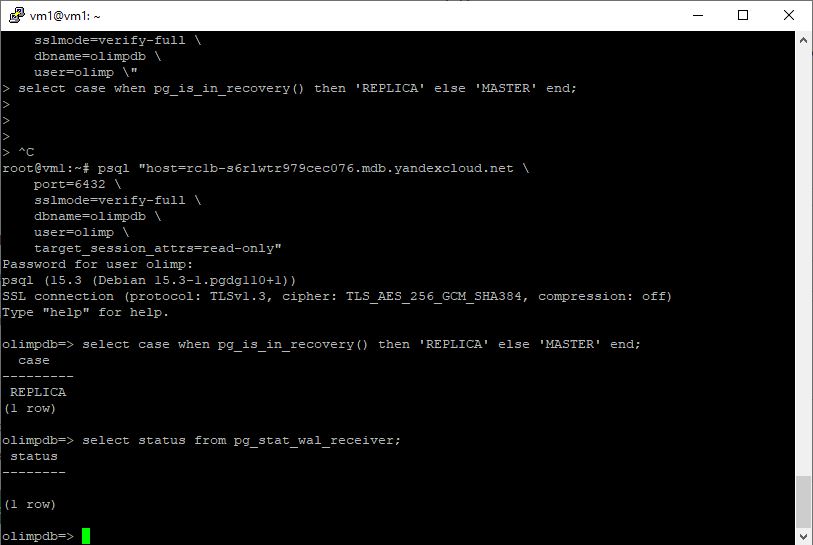 vm1@vm1: ~
sslmode=verify-full \
dbname=olimpdb \
user=olimp \"
> select case when pg_is_in_recovery() then 'REPLICA' else 'MASTER' end;
>
>
>
> ^C
root@vm1:~# psql "host=rc1b-s6rlwtr979cec076.mdb.yandexcloud.net \
port=6432 \
sslmode=verify-full \
dbname=olimpdb \
user=olimp \
target_session_attrs=read-only"
Password for user olimp:
psql (15.3 (Debian 15.3-1.pgdg110+1))
SSL connection (protocol: TLSv1.3, cipher: TLS_AES_256_GCM_SHA384, compression: off)
Type "help" for help.
olimpdb=> select case when pg_is_in_recovery() then 'REPLICA' else 'MASTER' end;
case
---------
REPLICA
(1 row)
olimpdb=> select status from pg_stat_wal_receiver;
status
--------
(1 row)
olimpdb=>